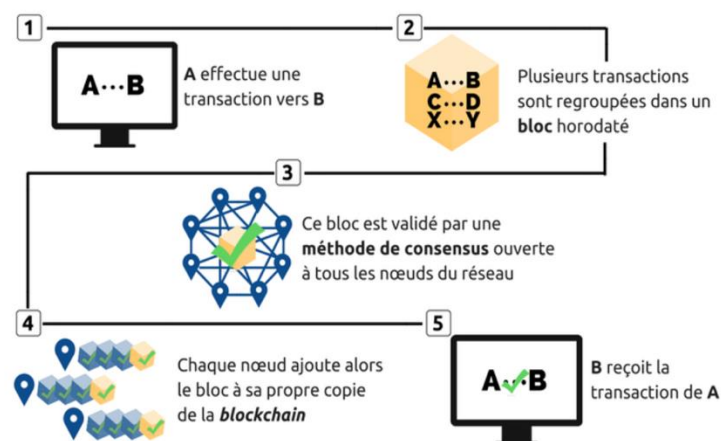 1
A...B
A effectue une
transaction vers B
2
A...B
C...D
X...Y
Plusieurs transactions
sont regroupées dans un
bloc horodaté
3
Ce bloc est validé par une
méthode de consensus ouverte
à tous les nœuds du réseau
4
Chaque nœud ajoute alors
le bloc à sa propre copie
de la blockchain
5
A...B
B reçoit la
transaction de A